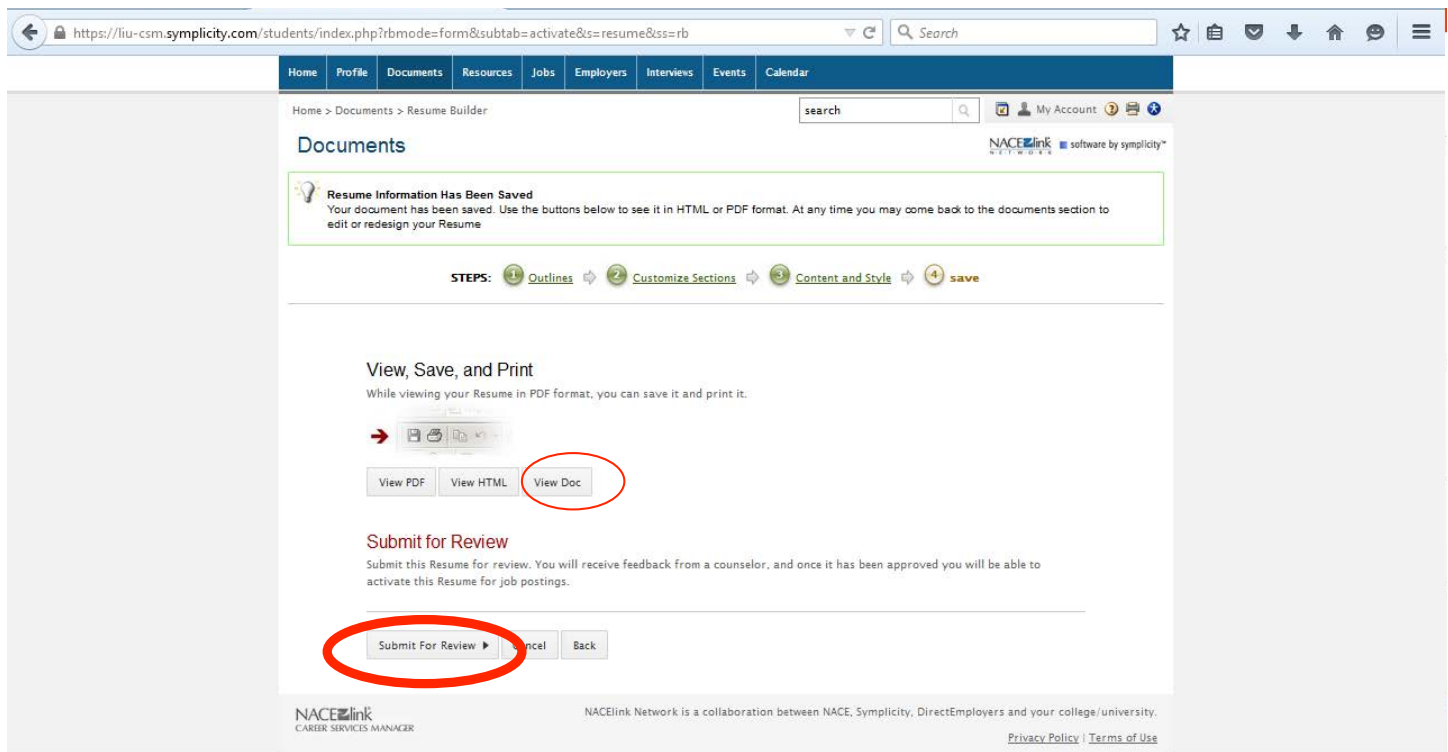 https://liu-csm.symplicity.com/students/index.php?rbmode=form&subtab=activate&s=resume&ss=rb
Search
Home Profile Documents Resources Jobs Employers Interviews Events Calendar
Home > Documents > Resume Builder
search
My Account
Documents
NACElink
NETWORK
software by symplicity™
Resume Information Has Been Saved
Your document has been saved. Use the buttons below to see it in HTML or PDF format. At any time you may come back to the documents section to
edit or redesign your Resume
STEPS: 1 Outlines 2 Customize Sections 3 Content and Style 4 save
View, Save, and Print
While viewing your Resume in PDF format, you can save it and print it.
View PDF View HTML View Doc
Submit for Review
Submit this Resume for review. You will receive feedback from a counselor, and once it has been approved you will be able to
activate this Resume for job postings.
Submit For Review Cancel Back
NACElink
CAREER SERVICES MANAGER
NACElink Network is a collaboration between NACE, Symplicity, DirectEmployers and your college/university.
Privacy Policy | Terms of Use